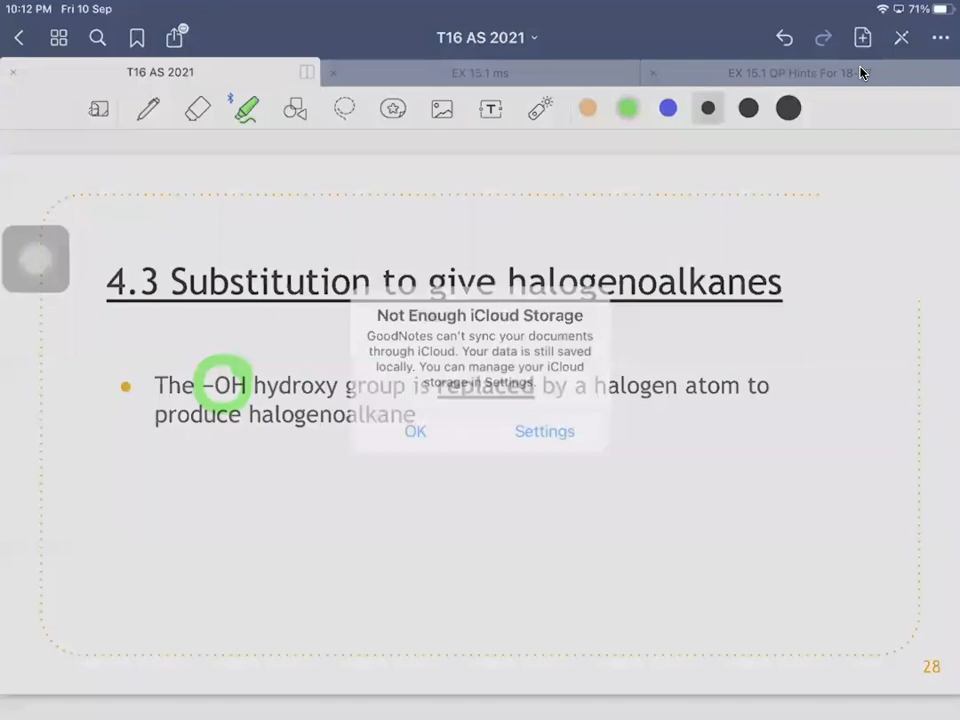 10:12 PM Fri 10 Sep
71%
T16 AS 2021
T16 AS 2021
EX 15.1 ms
EX 15.1 QP Hints For 18
4.3 Substitution to give halogenoalkanes
Not Enough iCloud Storage
GoodNotes can't sync your documents
through iCloud. Your data is still saved
locally. You can manage your iCloud
storage in Settings.
OK
Settings
The –OH hydroxy group is replaced by a halogen atom to
produce halogenoalkane
28